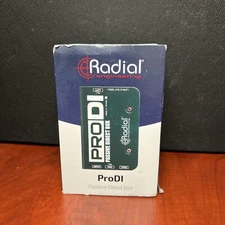 Radial
engineering
PRODI
PASSIVE DIRECT BOX
Radial
ProDI
Passive Direct Box